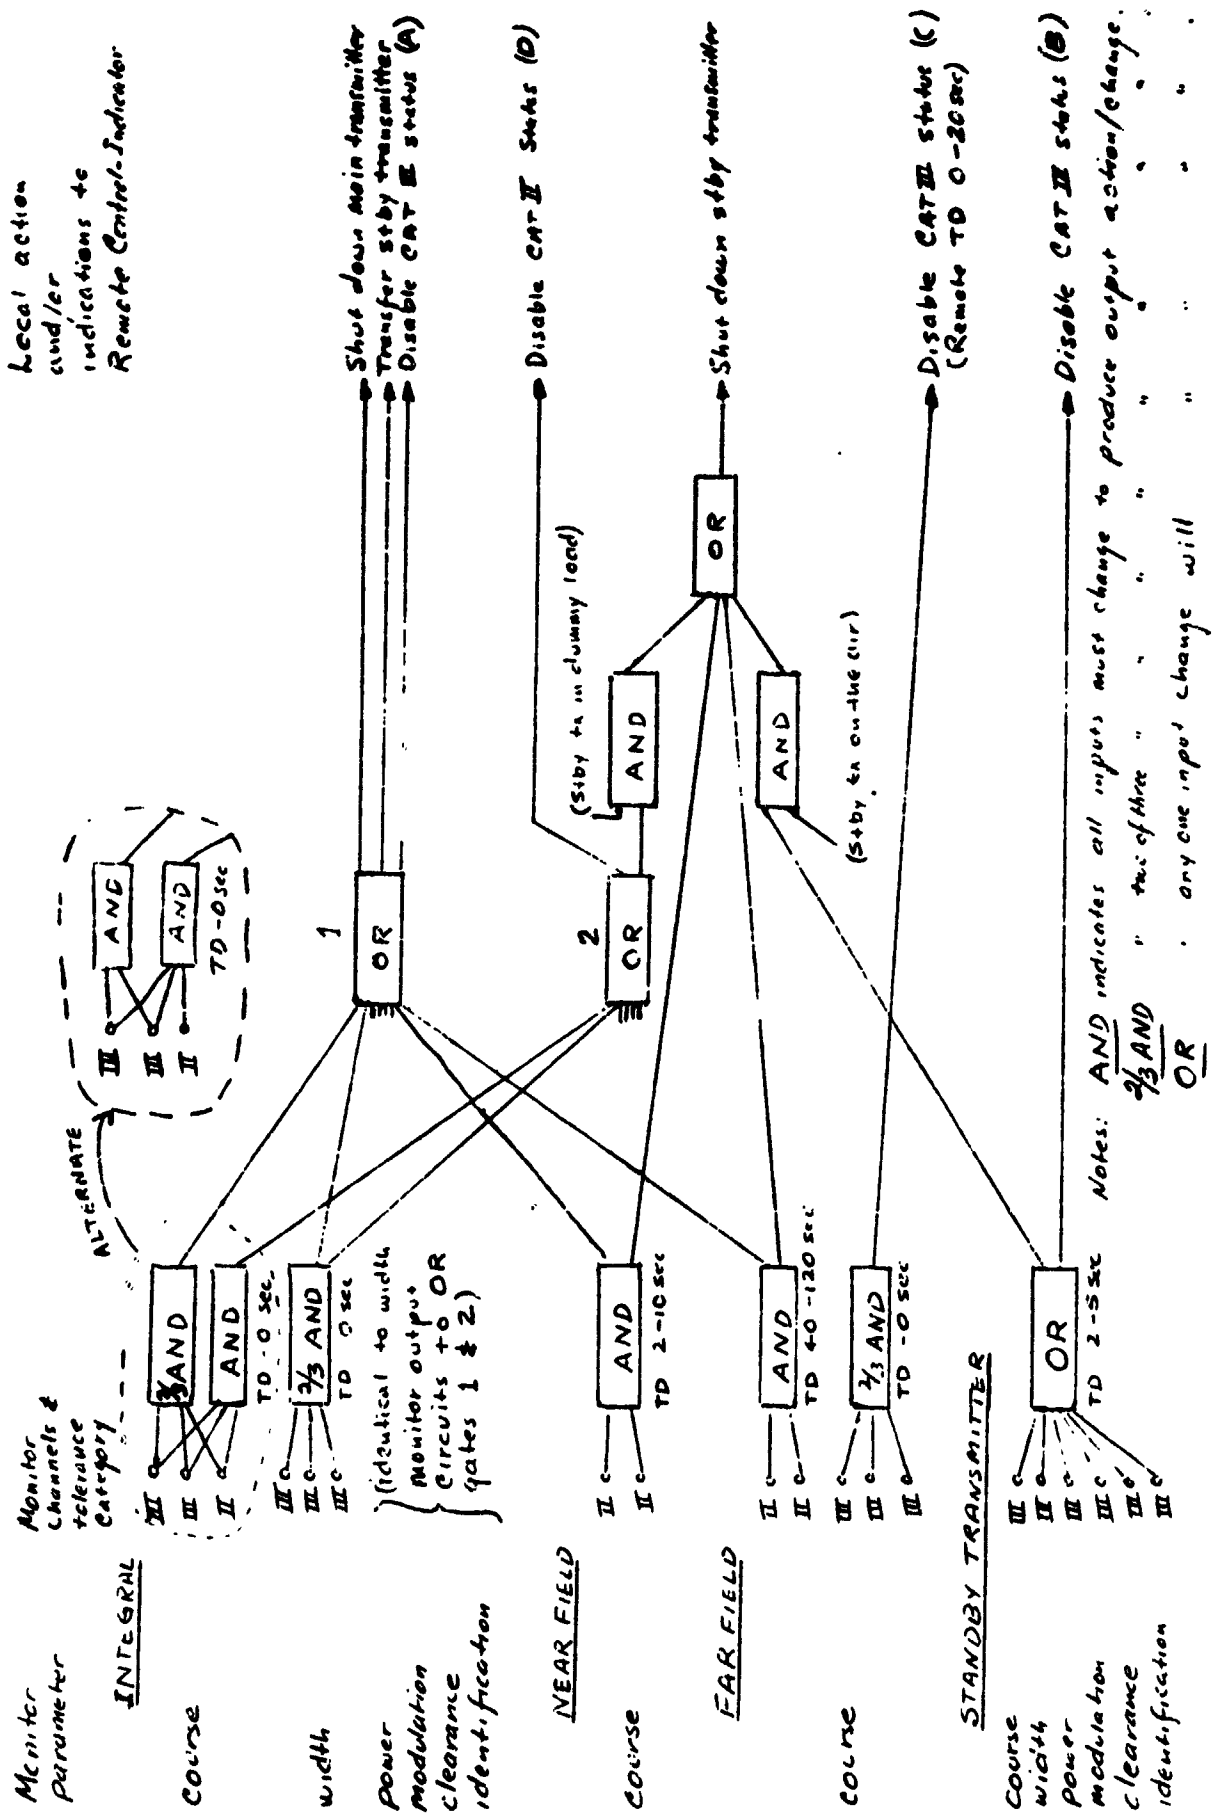 Monitor
parameter
Monitor
channels &
tolerance
category
Local action
and/or
indications to
Remote Control-Indicator
INTEGRAL
ALTERNATE
course
III
III
II
2/3 AND
AND
TD -0 sec
III
III
II
AND
AND
TD -0 sec
width
III
III
III
2/3 AND
TD 0 sec
1
OR
Shut down main transmitter
Transfer stby transmitter
Disable CAT III status (A)
power
modulation
clearance
identification
(identical to width
monitor output
circuits to OR
gates 1 & 2)
2
OR
Disable CAT II status (D)
(Stby tx in dummy load)
AND
NEAR FIELD
course
II
II
AND
TD 2-10 sec
OR
Shut down stby transmitter
FAR FIELD
II
II
AND
TD 40-120 sec
AND
(Stby tx on the air)
course
III
III
III
2/3 AND
TD -0 sec
Disable CAT III status (C)
(Remote TD 0-20 sec)
STANDBY TRANSMITTER
course
width
power
modulation
clearance
identification
III
III
III
III
III
III
OR
TD 2-5 sec
Disable CAT III status (B)
Notes: AND indicates all inputs must change to produce output action/change.
2/3 AND " two of three " " " " " " " "
OR " any one input change will " " " "